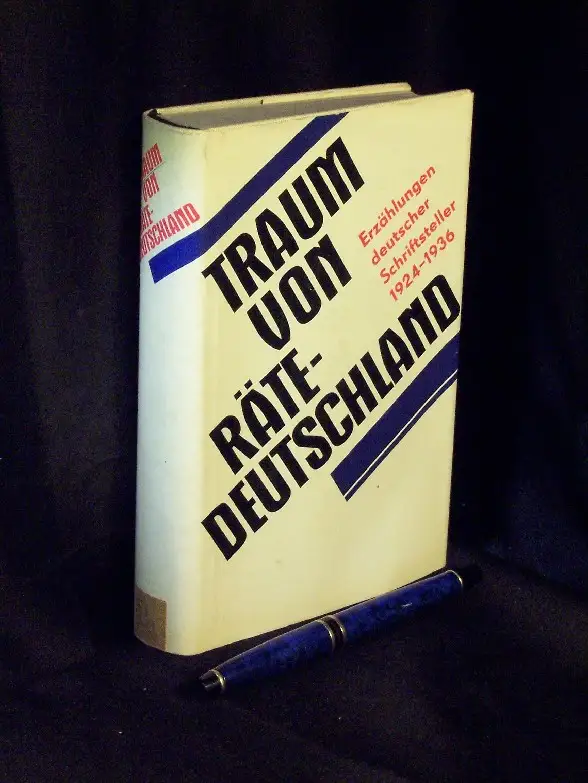 TRAUM
VON
RÄTE-
DEUTSCHLAND
Erzählungen
deutscher
Schriftsteller
1924–1936
TRAUM
VON
RÄTE-
DEUTSCHLAND